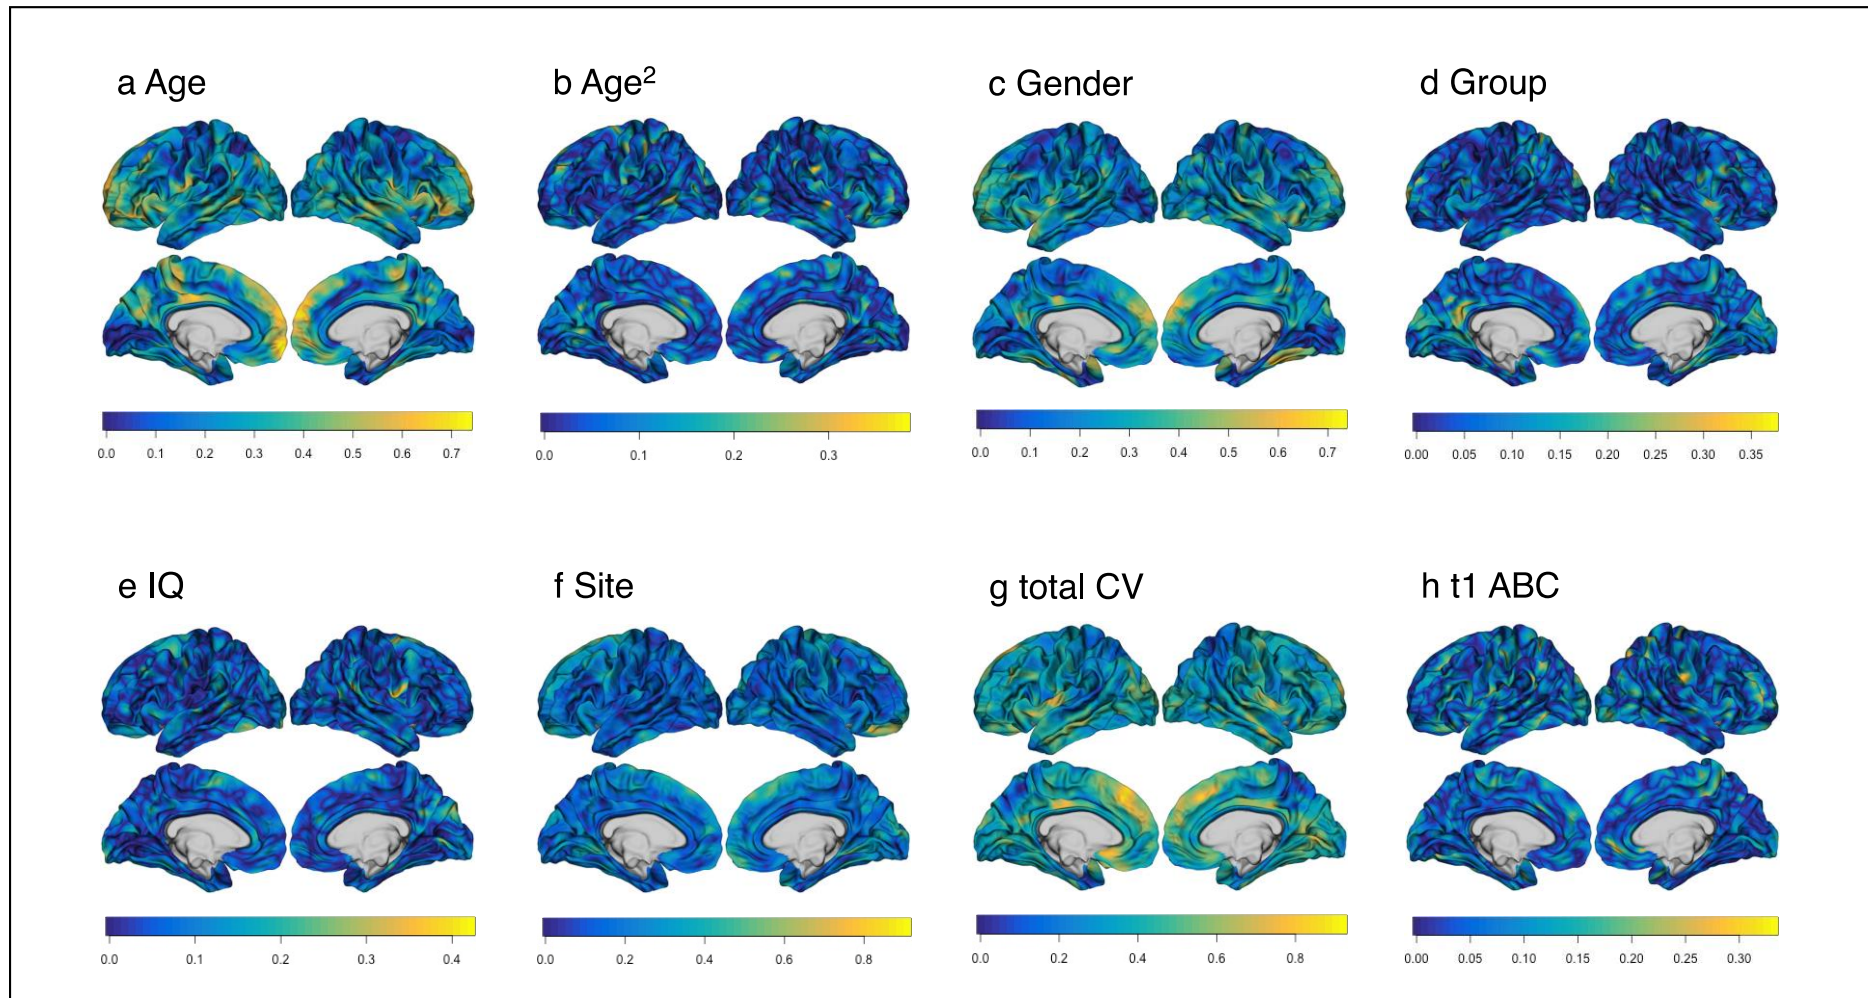 a Age
b Age²
c Gender
d Group
0.0 0.1 0.2 0.3 0.4 0.5 0.6 0.7
0.0 0.1 0.2 0.3
0.0 0.1 0.2 0.3 0.4 0.5 0.6 0.7
0.00 0.05 0.10 0.15 0.20 0.25 0.30 0.35
e IQ
f Site
g total CV
h t1 ABC
0.0 0.1 0.2 0.3 0.4
0.0 0.2 0.4 0.6 0.8
0.0 0.2 0.4 0.6 0.8
0.00 0.05 0.10 0.15 0.20 0.25 0.30